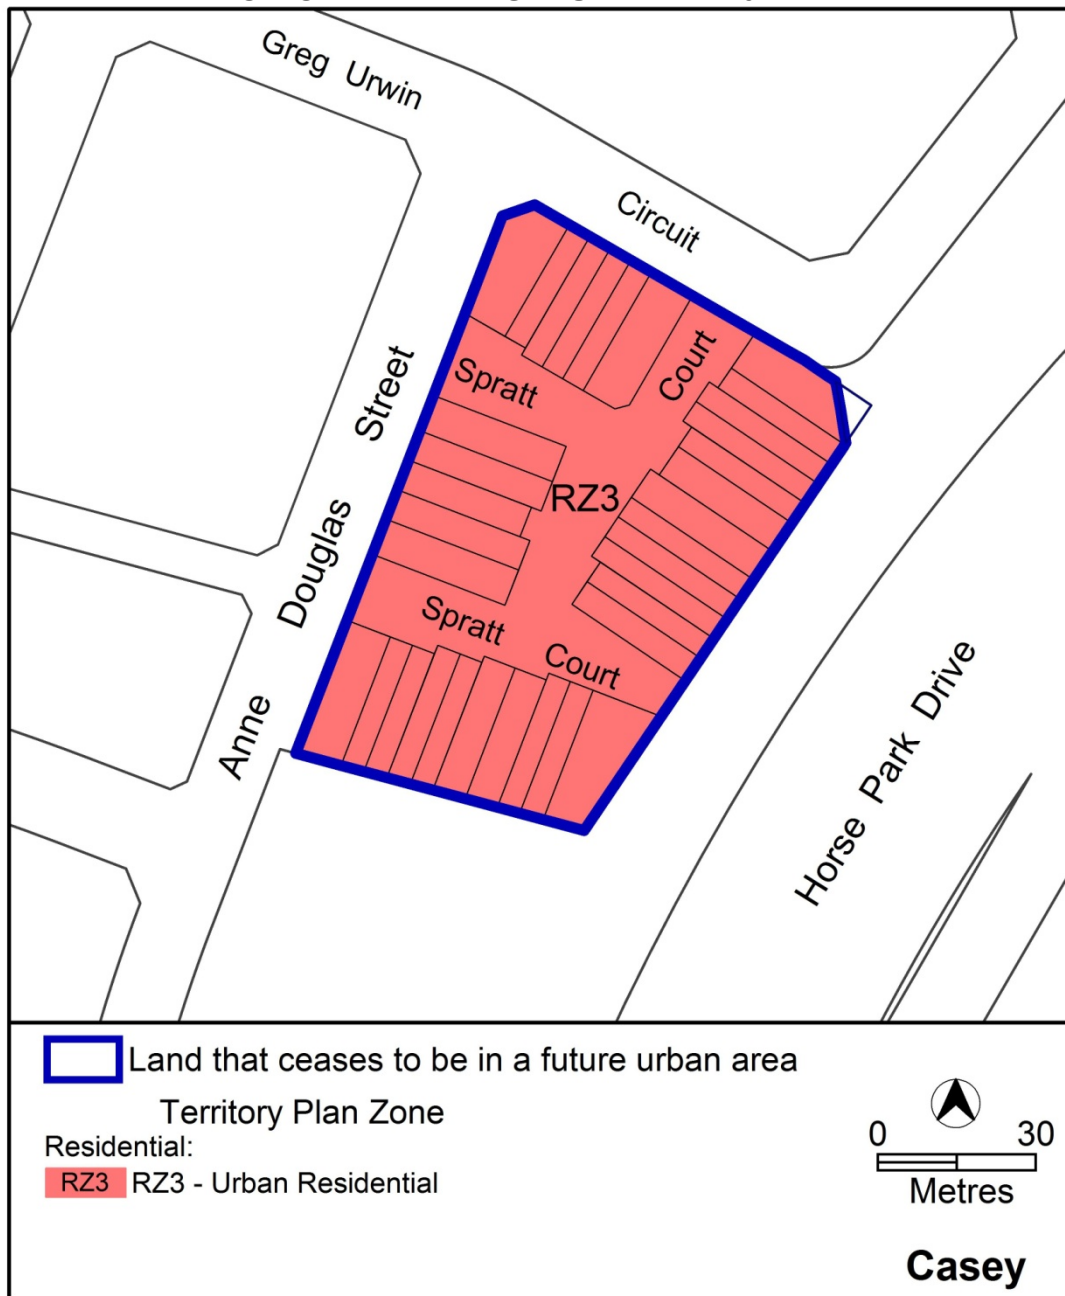 Greg Urwin
Circuit
Court
Spratt
Street
RZ3
Douglas
Spratt
Court
Anne
Horse Park Drive
Land that ceases to be in a future urban area
Territory Plan Zone
Residential:
RZ3 RZ3 - Urban Residential
0 30
Metres
Casey